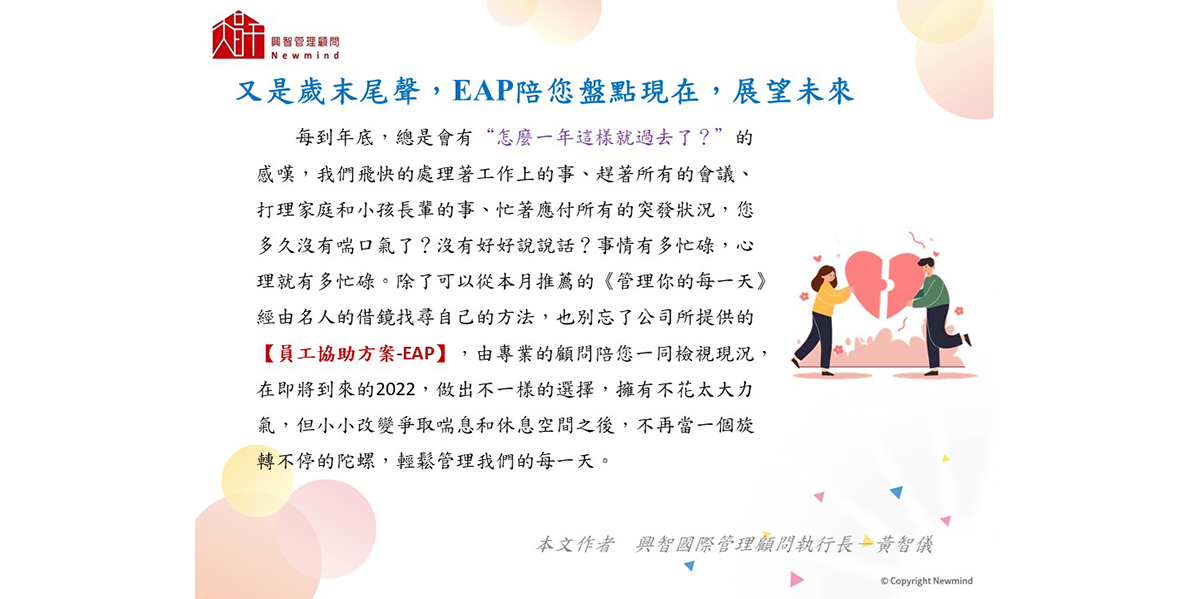 興智管理顧問
Newmind
又是歲末尾聲，EAP陪您盤點現在，展望未來
每到年底，總是會有“怎麼一年這樣就過去了？”的
感嘆，我們飛快的處理著工作上的事、趕著所有的會議、
打理家庭和小孩長輩的事、忙著應付所有的突發狀況，您
多久沒有喘口氣了？沒有好好說說話？事情有多忙碌，心
理就有多忙碌。除了可以從本月推薦的《管理你的每一天》
經由名人的借鏡找尋自己的方法，也別忘了公司所提供的
【員工協助方案-EAP】，由專業的顧問陪您一同檢視現況，
在即將到來的2022，做出不一樣的選擇，擁有不花太大力
氣，但小小改變爭取喘息和休息空間之後，不再當一個旋
轉不停的陀螺，輕鬆管理我們的每一天。
本文作者　興智國際管理顧問執行長－黃智儀
© Copyright Newmind